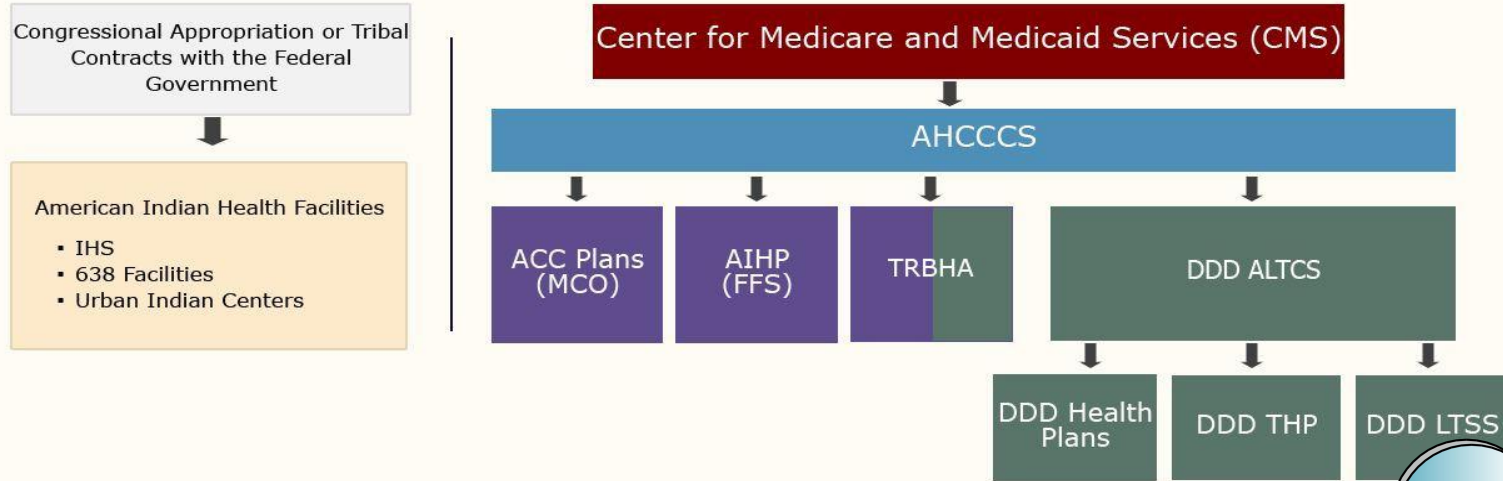 Congressional Appropriation or Tribal
Contracts with the Federal
Government
American Indian Health Facilities
▪ IHS
▪ 638 Facilities
▪ Urban Indian Centers
Center for Medicare and Medicaid Services (CMS)
AHCCCS
ACC Plans
(MCO)
AIHP
(FFS)
TRBHA
DDD ALTCS
DDD Health
Plans
DDD THP
DDD LTSS